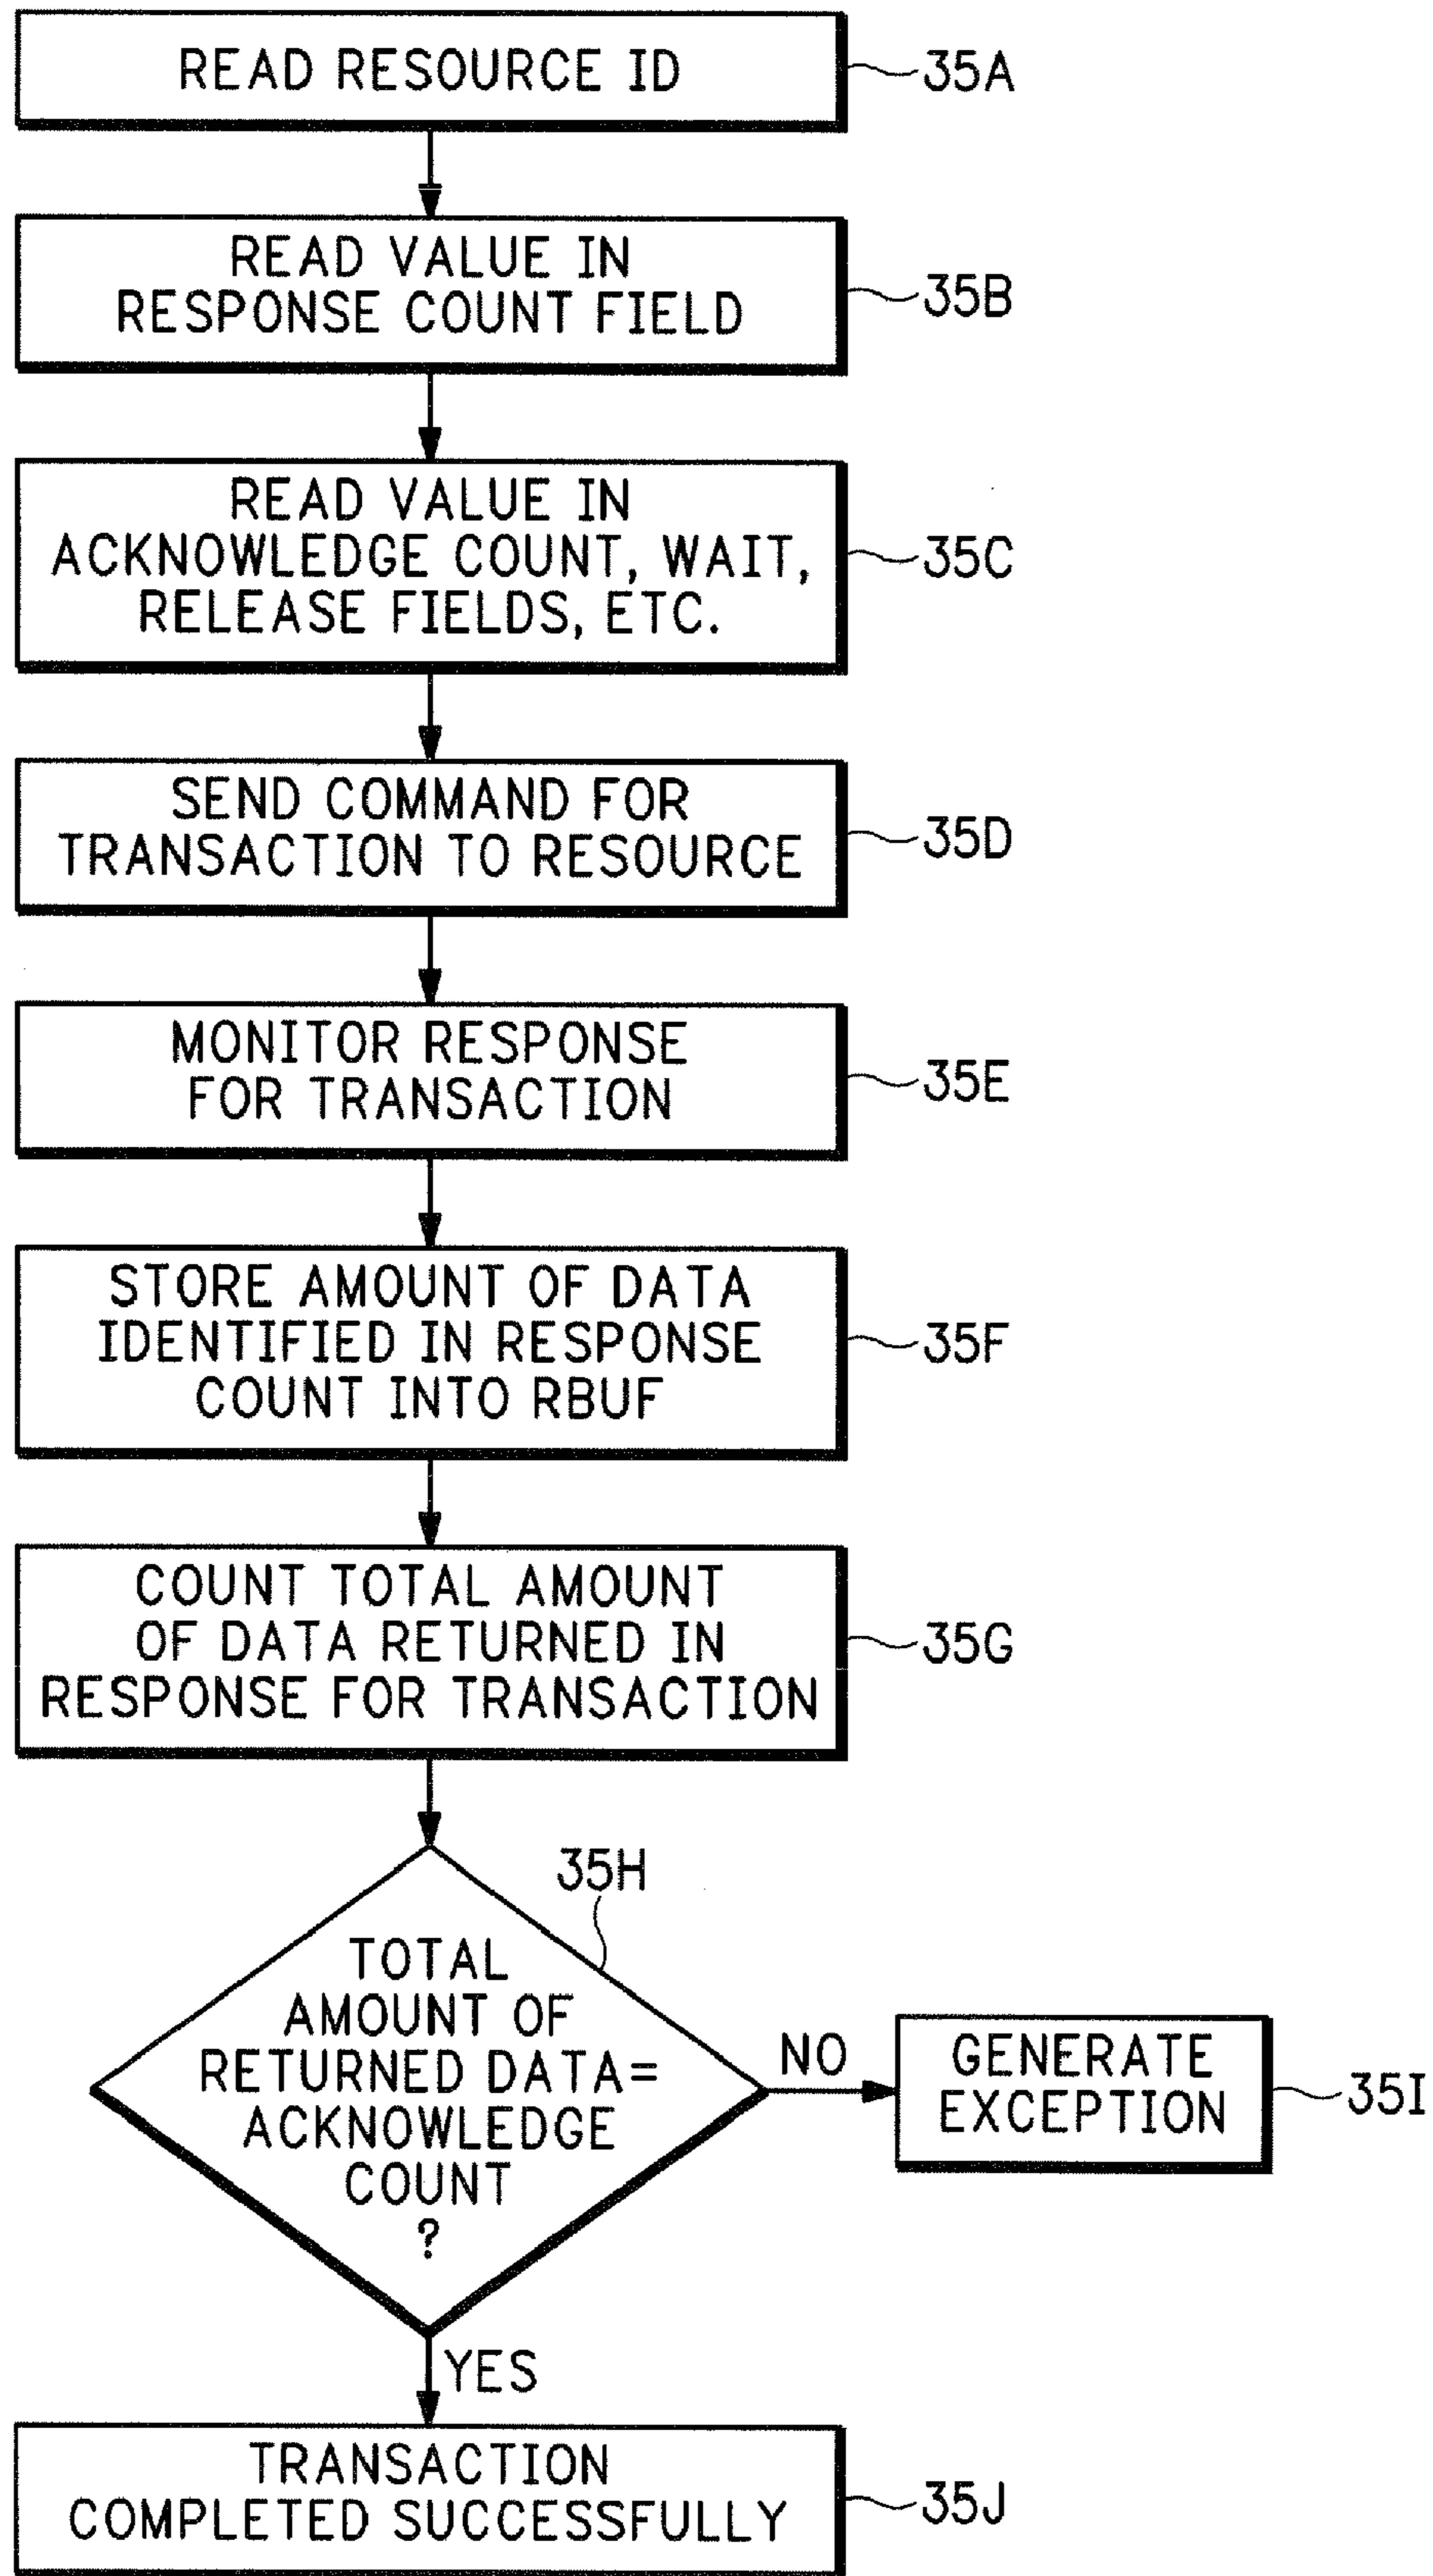 READ RESOURCE ID
35A
READ VALUE IN
RESPONSE COUNT FIELD
35B
READ VALUE IN
ACKNOWLEDGE COUNT, WAIT,
RELEASE FIELDS, ETC.
35C
SEND COMMAND FOR
TRANSACTION TO RESOURCE
35D
MONITOR RESPONSE
FOR TRANSACTION
35E
STORE AMOUNT OF DATA
IDENTIFIED IN RESPONSE
COUNT INTO RBUF
35F
COUNT TOTAL AMOUNT
OF DATA RETURNED IN
RESPONSE FOR TRANSACTION
35G
35H
TOTAL
AMOUNT OF
RETURNED DATA=
ACKNOWLEDGE
COUNT
?
NO
GENERATE
EXCEPTION
35I
YES
TRANSACTION
COMPLETED SUCCESSFULLY
35J